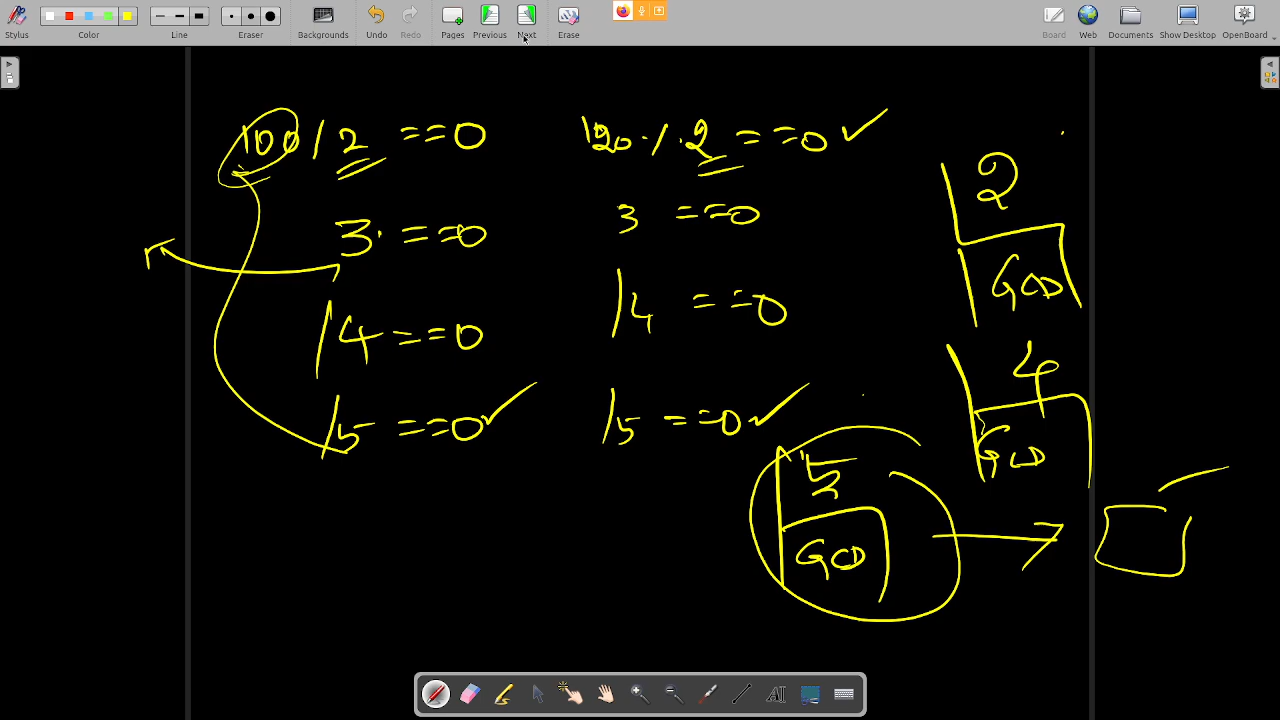 Stylus Color Line Eraser Backgrounds Undo Redo Pages Previous Next Erase Board Web Documents Show Desktop OpenBoard
100 / 2 == 0
120 ·/. 2 == 0 ✓
2
GCD
3 == 0
3 == 0
/4 == 0
/4 == 0
4
GCD
/5 == 0 ✓
/5 == 0 ✓
5
GCD
AI